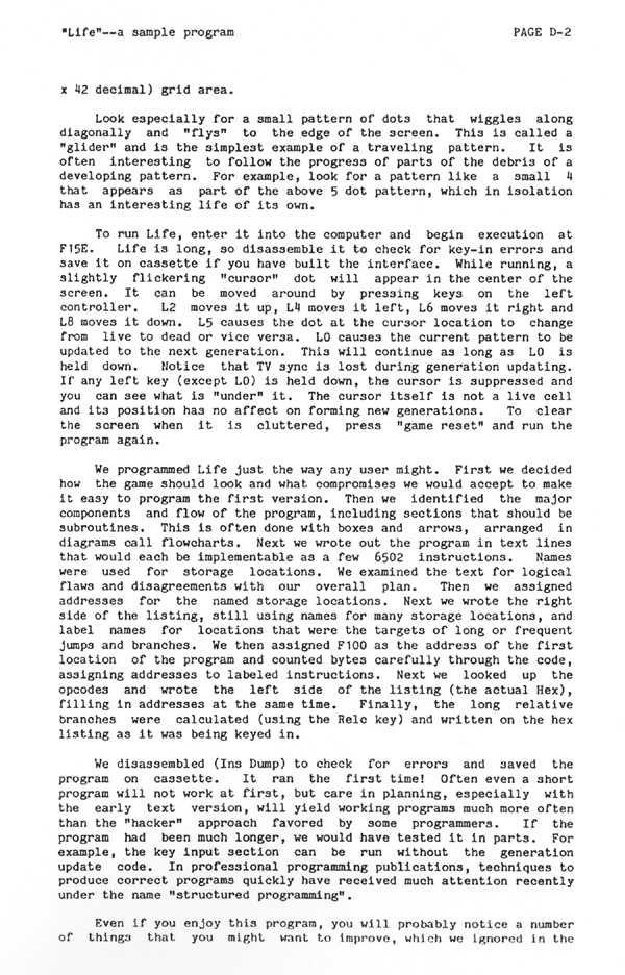 "Life"--a sample program PAGE D-2
x 42 decimal) grid area.
Look especially for a small pattern of dots that wiggles along
diagonally and "flys" to the edge of the screen. This is called a
"glider" and is the simplest example of a traveling pattern. It is
often interesting to follow the progress of parts of the debris of a
developing pattern. For example, look for a pattern like a small 4
that appears as part of the above 5 dot pattern, which in isolation
has an interesting life of its own.
To run Life, enter it into the computer and begin execution at
F15E. Life is long, so disassemble it to check for key-in errors and
save it on cassette if you have built the interface. While running, a
slightly flickering "cursor" dot will appear in the center of the
screen. It can be moved around by pressing keys on the left
controller. L2 moves it up, L4 moves it left, L6 moves it right and
L8 moves it down. L5 causes the dot at the cursor location to change
from live to dead or vice versa. L0 causes the current pattern to be
updated to the next generation. This will continue as long as L0 is
held down. Notice that TV sync is lost during generation updating.
If any left key (except L0) is held down, the cursor is suppressed and
you can see what is "under" it. The cursor itself is not a live cell
and its position has no affect on forming new generations. To clear
the screen when it is cluttered, press "game reset" and run the
program again.
We programmed Life just the way any user might. First we decided
how the game should look and what compromises we would accept to make
it easy to program the first version. Then we identified the major
components and flow of the program, including sections that should be
subroutines. This is often done with boxes and arrows, arranged in
diagrams call flowcharts. Next we wrote out the program in text lines
that would each be implementable as a few 6502 instructions. Names
were used for storage locations. We examined the text for logical
flaws and disagreements with our overall plan. Then we assigned
addresses for the named storage locations. Next we wrote the right
side of the listing, still using names for many storage locations, and
label names for locations that were the targets of long or frequent
jumps and branches. We then assigned F100 as the address of the first
location of the program and counted bytes carefully through the code,
assigning addresses to labeled instructions. Next we looked up the
opcodes and wrote the left side of the listing (the actual Hex),
filling in addresses at the same time. Finally, the long relative
branches were calculated (using the Relc key) and written on the hex
listing as it was being keyed in.
We disassembled (Ins Dump) to check for errors and saved the
program on cassette. It ran the first time! Often even a short
program will not work at first, but care in planning, especially with
the early text version, will yield working programs much more often
than the "hacker" approach favored by some programmers. If the
program had been much longer, we would have tested it in parts. For
example, the key input section can be run without the generation
update code. In professional programming publications, techniques to
produce correct programs quickly have received much attention recently
under the name "structured programming".
Even if you enjoy this program, you will probably notice a number
of things that you might want to improve, which we ignored in the